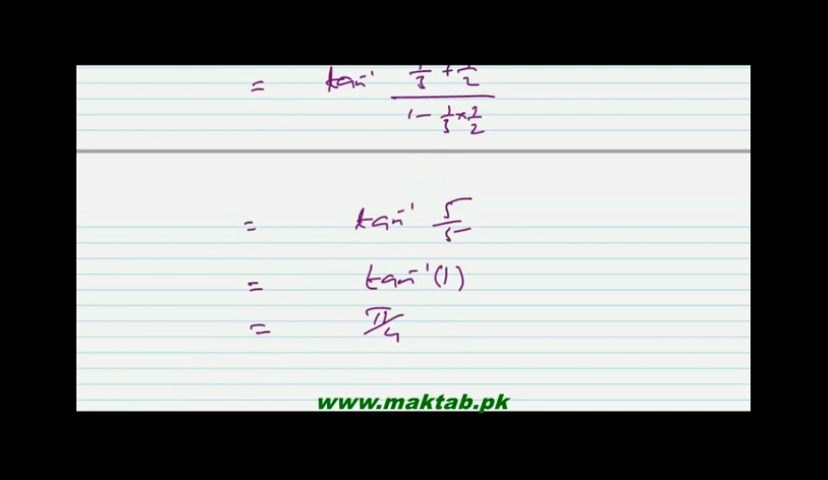 = tan⁻¹ (1/3 + 1/2)/(1 - 1/3 × 1/2)
= tan⁻¹ 5/5
= tan⁻¹(1)
= π/4
www.maktab.pk